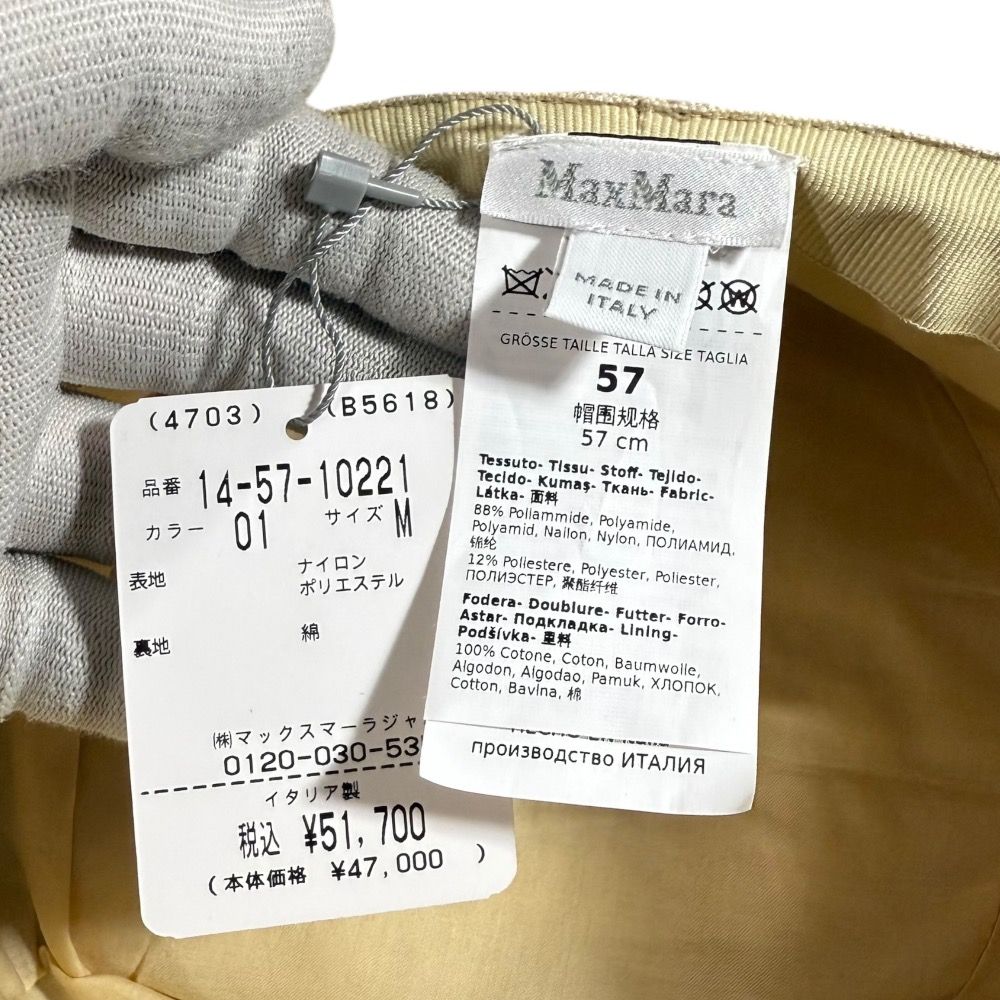 MaxMara
MADE IN
ITALY
GRÖSSE TAILLE TALLA SIZE TAGLIA
57
帽围规格
57 cm
Tessuto- Tissu- Stoff- Tejido-
Tecido- Kumaş- Ткань- Fabric-
Látka- 面料
88% Poliammide, Polyamide,
Polyamid, Nailon, Nylon, ПОЛИАМИД,
锦纶
12% Poliestere, Polyester, Poliester,
ПОЛИЭСТЕР, 聚酯纤维
Fodera- Doublure- Futter- Forro-
Astar- Подкладка- Lining-
Podšívka- 里料
100% Cotone, Coton, Baumwolle,
Algodon, Algodao, Pamuk, ХЛОПОК,
Cotton, Bavlna, 棉
производство ИТАЛИЯ
(4703) (B5618)
品番 14-57-10221
カラー 01 サイズ M
表地 ナイロン
ポリエステル
裏地 綿
㈱マックスマーラジャ
0120-030-53
イタリア製
税込 ¥51,700
(本体価格 ¥47,000 )